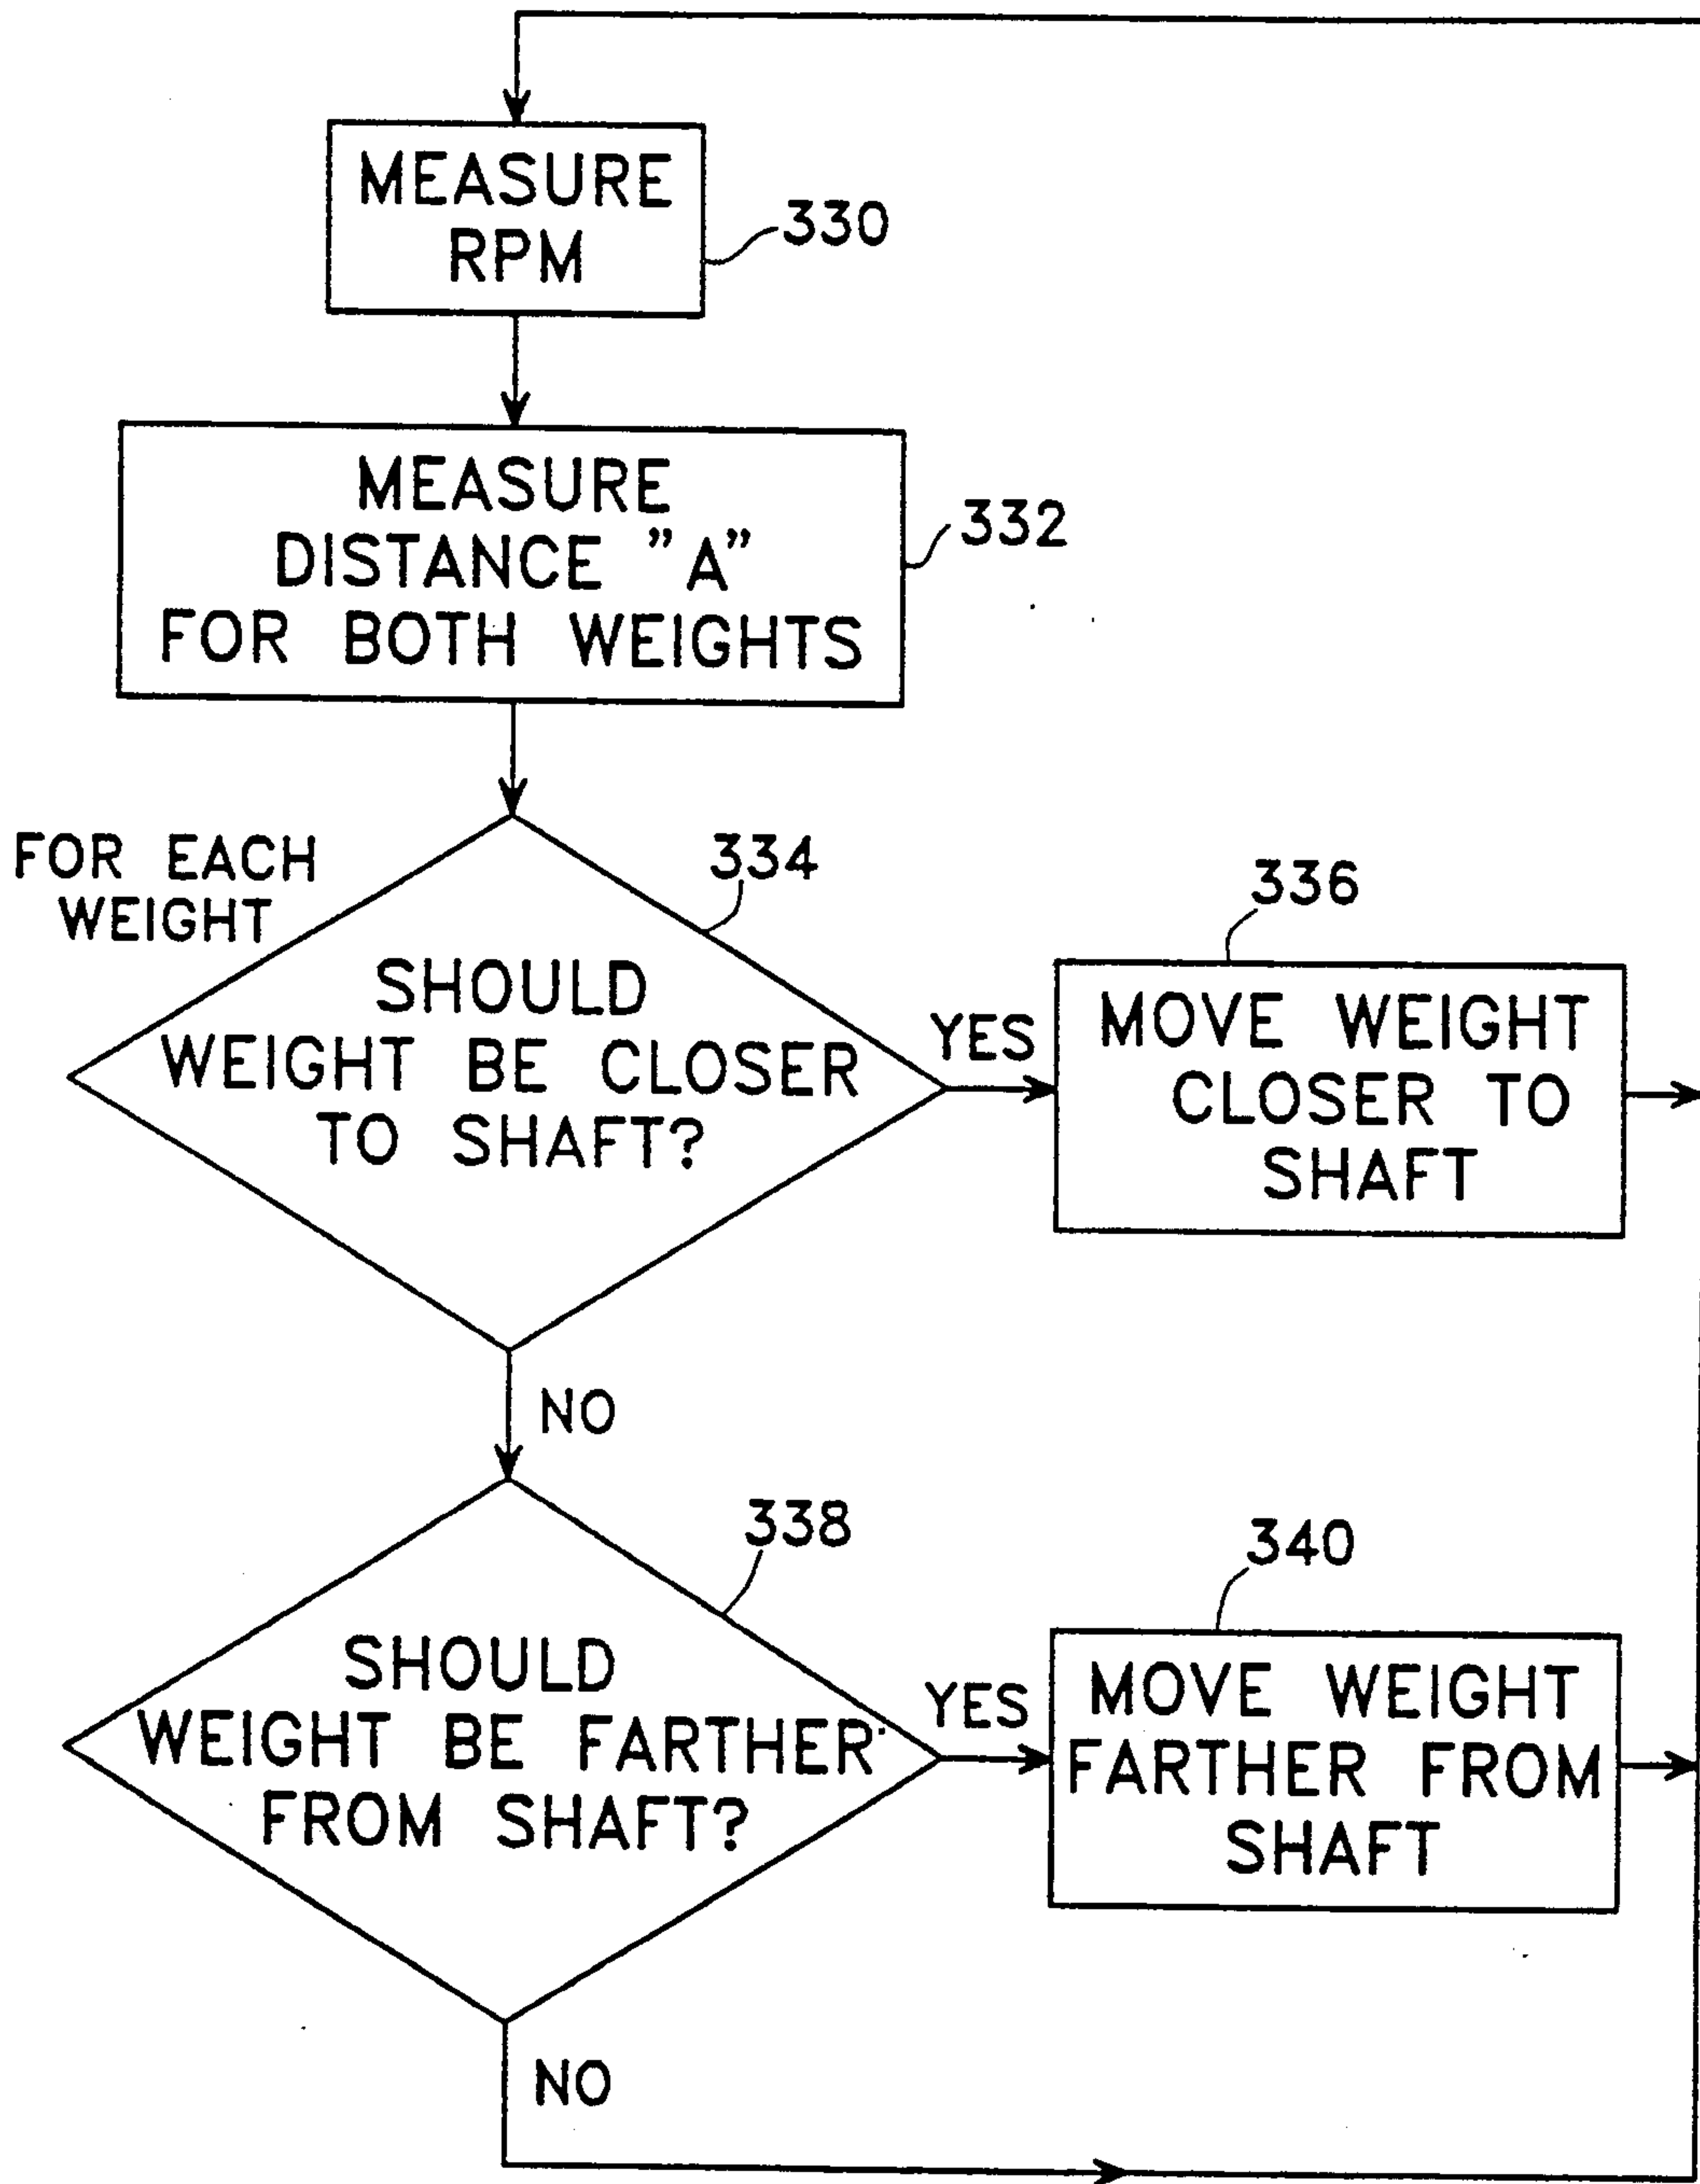 MEASURE
RPM
330
MEASURE
DISTANCE "A"
FOR BOTH WEIGHTS
332
FOR EACH
WEIGHT
334
SHOULD
WEIGHT BE CLOSER
TO SHAFT?
YES
336
MOVE WEIGHT
CLOSER TO
SHAFT
NO
338
SHOULD
WEIGHT BE FARTHER
FROM SHAFT?
YES
340
MOVE WEIGHT
FARTHER FROM
SHAFT
NO